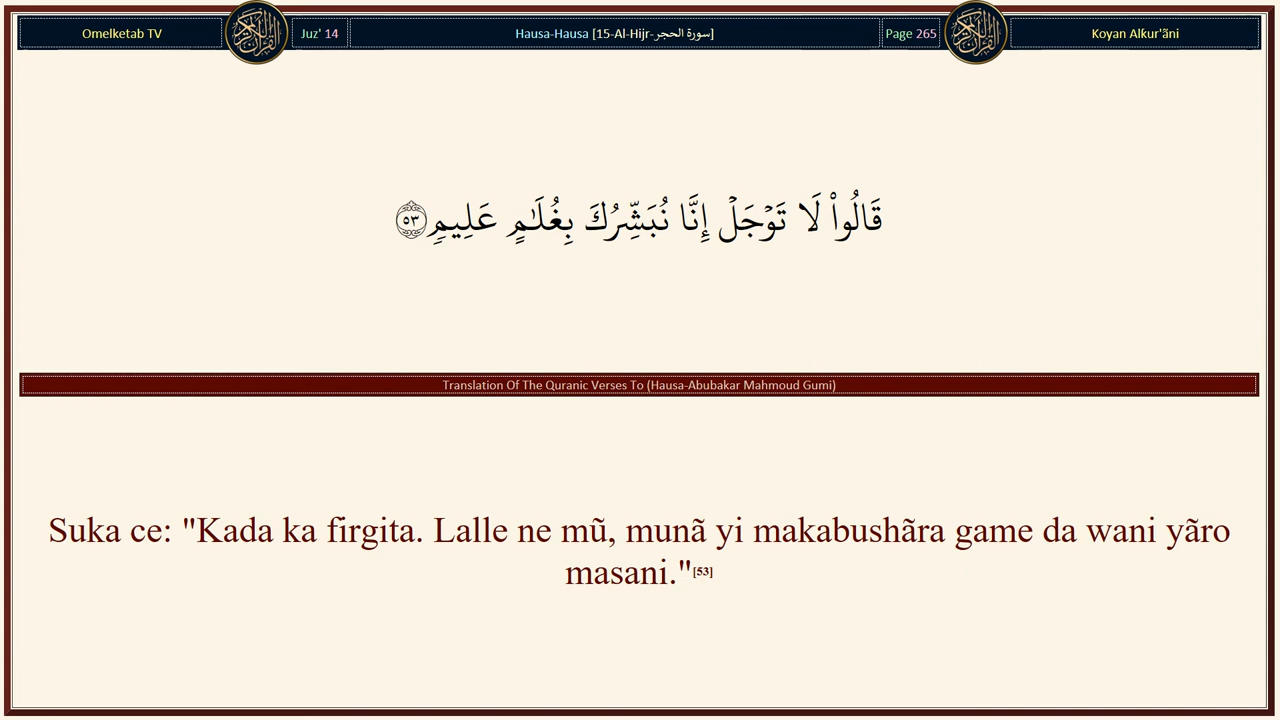 Omelketab TV
Juz' 14
Hausa-Hausa [15-Al-Hijr-سورة الحجر]
Page 265
Koyan Alƙur'ãni
قَالُوا۟ لَا تَوْجَلْ إِنَّا نُبَشِّرُكَ بِغُلَـٰمٍ عَلِيمٍ ٥٣
Translation Of The Quranic Verses To (Hausa-Abubakar Mahmoud Gumi)
Suka ce: "Kada ka firgita. Lalle ne mũ, munã yi makabushãra game da wani yãro
masani."[53]